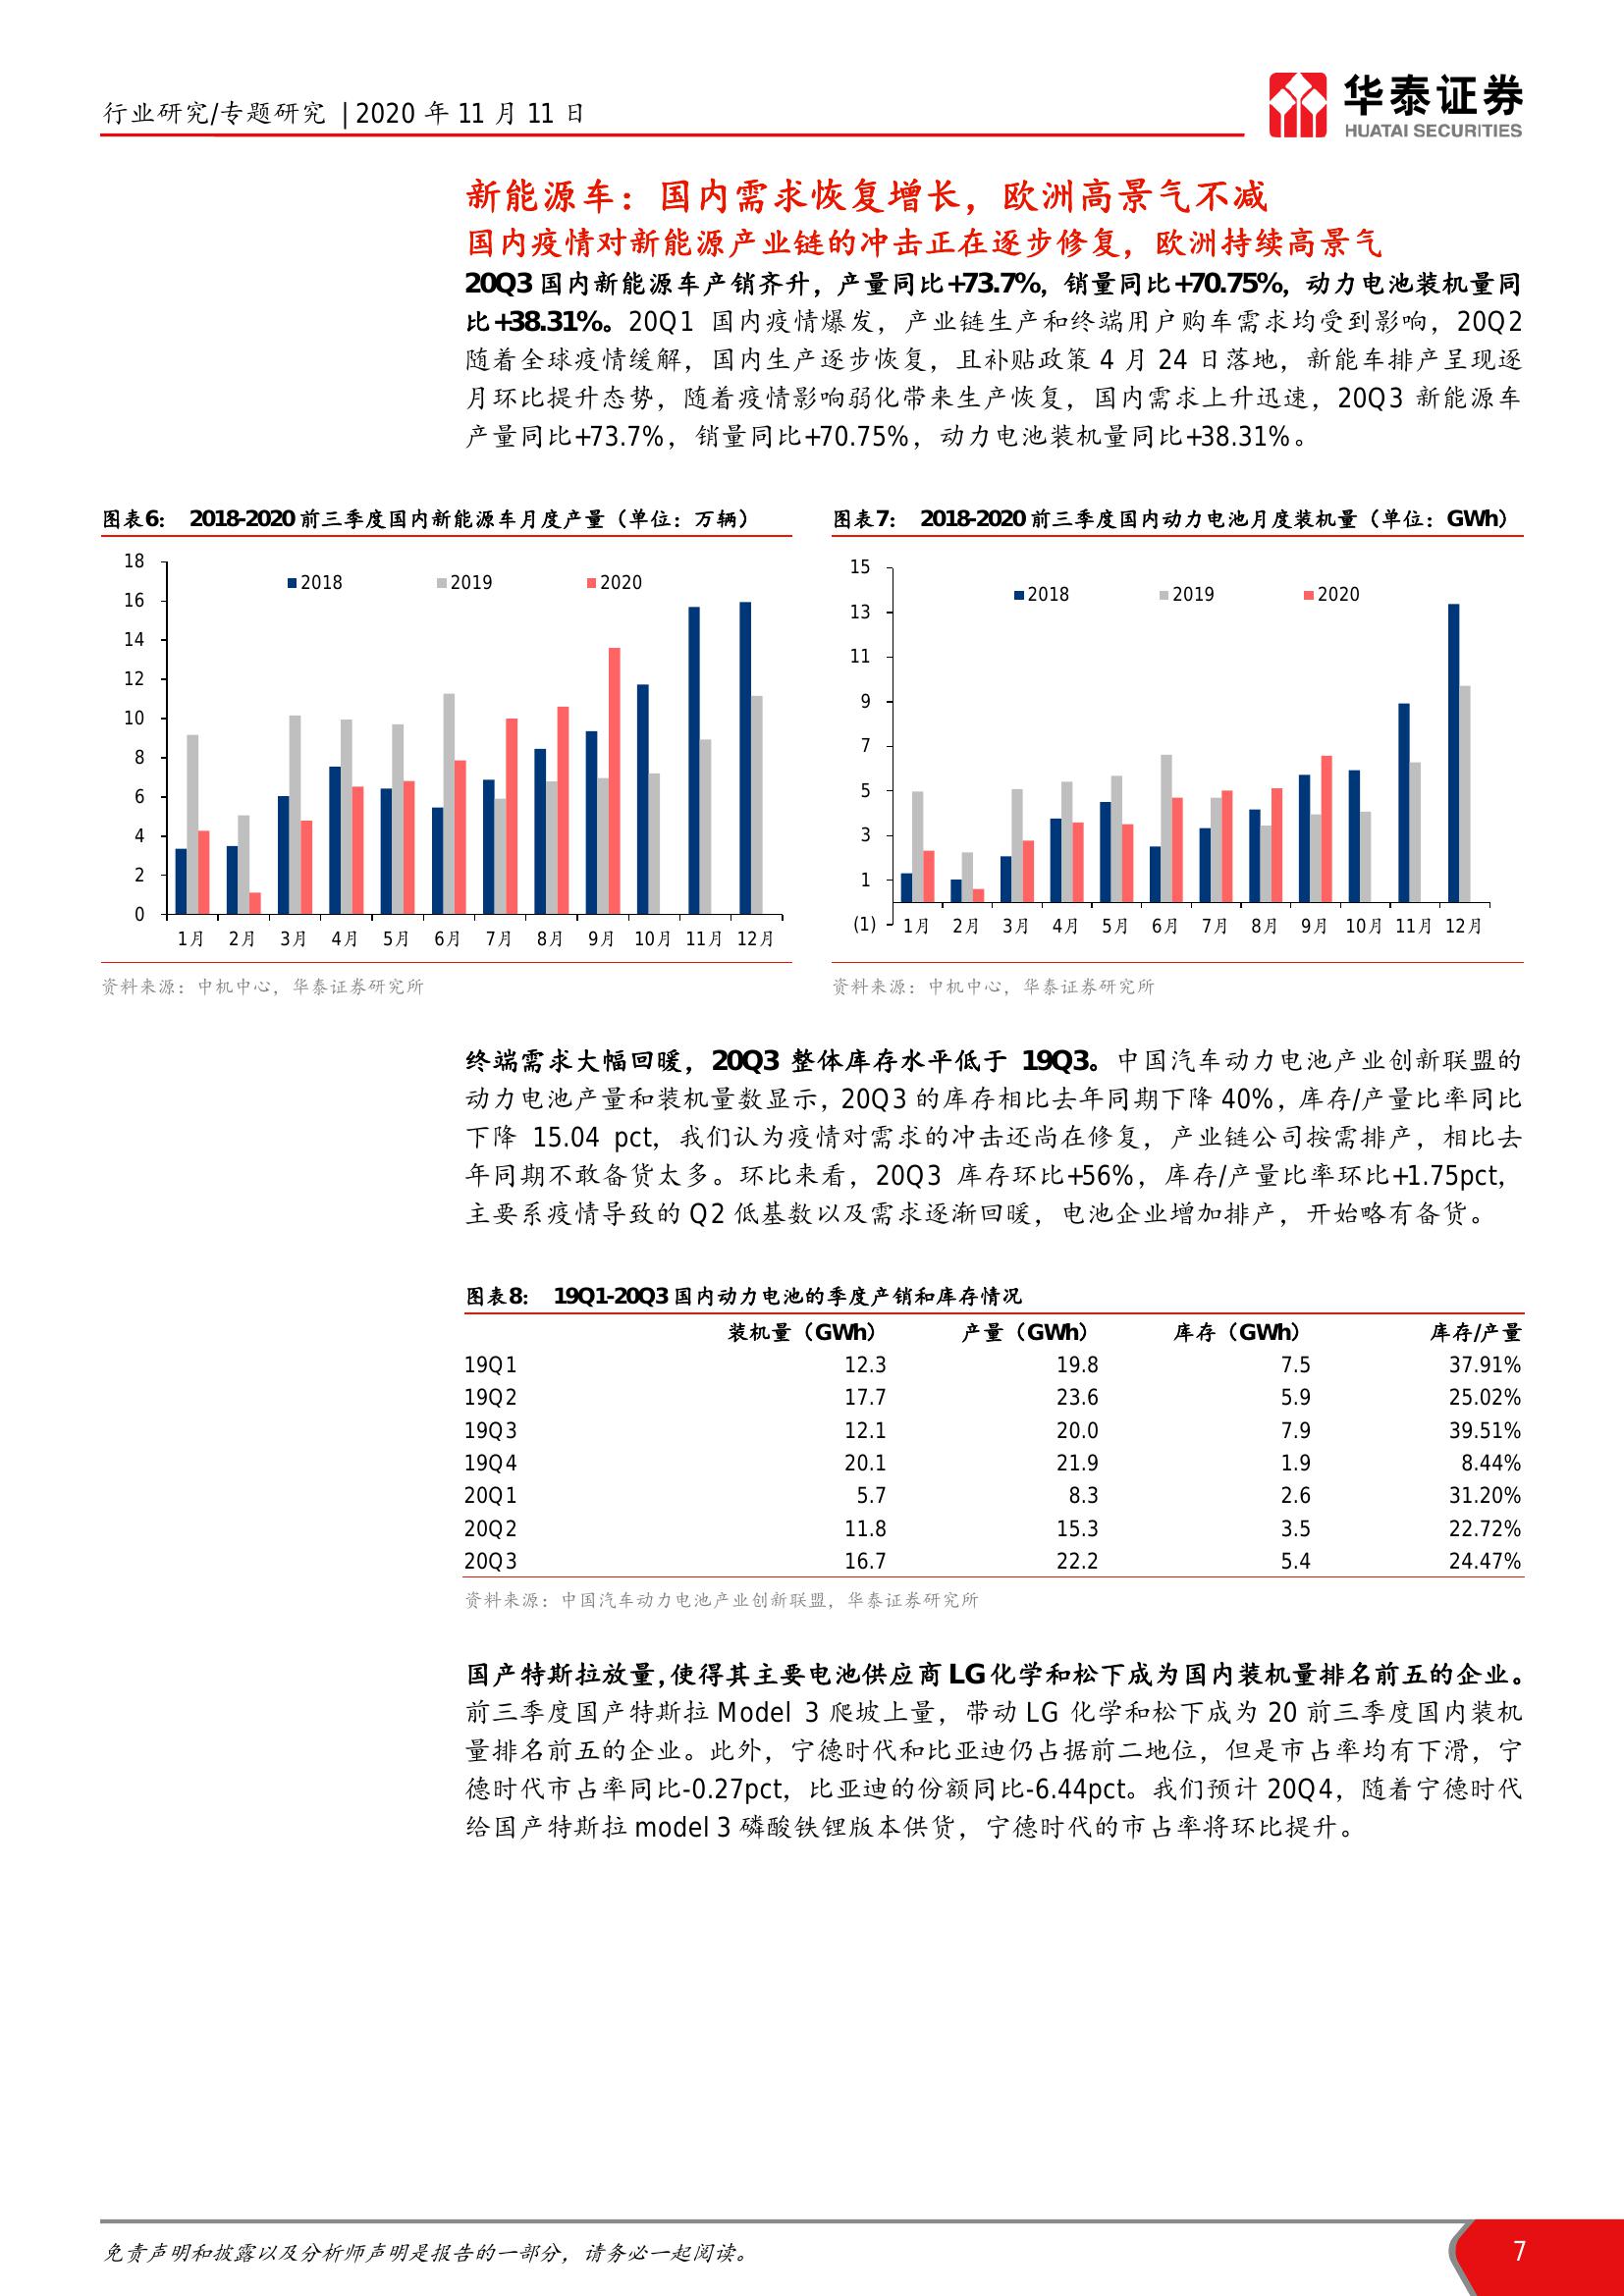 行业研究/专题研究 | 2020 年 11 月 11 日
华泰证券
HUATAI SECURITIES
新能源车：国内需求恢复增长，欧洲高景气不减
国内疫情对新能源产业链的冲击正在逐步修复，欧洲持续高景气
20Q3 国内新能源车产销齐升，产量同比+73.7%，销量同比+70.75%，动力电池装机量同
比+38.31%。20Q1 国内疫情爆发，产业链生产和终端用户购车需求均受到影响，20Q2
随着全球疫情缓解，国内生产逐步恢复，且补贴政策 4 月 24 日落地，新能车排产呈现逐
月环比提升态势，随着疫情影响弱化带来生产恢复，国内需求上升迅速，20Q3 新能源车
产量同比+73.7%，销量同比+70.75%，动力电池装机量同比+38.31%。
图表6： 2018-2020 前三季度国内新能源车月度产量（单位：万辆）
18
16
14
12
10
8
6
4
2
0
2018 2019 2020
1月 2月 3月 4月 5月 6月 7月 8月 9月 10月 11月 12月
资料来源：中机中心，华泰证券研究所
图表7： 2018-2020 前三季度国内动力电池月度装机量（单位：GWh）
15
13
11
9
7
5
3
1
(1)
2018 2019 2020
1月 2月 3月 4月 5月 6月 7月 8月 9月 10月 11月 12月
资料来源：中机中心，华泰证券研究所
终端需求大幅回暖，20Q3 整体库存水平低于 19Q3。中国汽车动力电池产业创新联盟的
动力电池产量和装机量数显示，20Q3 的库存相比去年同期下降 40%，库存/产量比率同比
下降 15.04 pct，我们认为疫情对需求的冲击还尚在修复，产业链公司按需排产，相比去
年同期不敢备货太多。环比来看，20Q3 库存环比+56%，库存/产量比率环比+1.75pct，
主要系疫情导致的 Q2 低基数以及需求逐渐回暖，电池企业增加排产，开始略有备货。
图表8： 19Q1-20Q3 国内动力电池的季度产销和库存情况
装机量（GWh） 产量（GWh） 库存（GWh） 库存/产量
19Q1 12.3 19.8 7.5 37.91%
19Q2 17.7 23.6 5.9 25.02%
19Q3 12.1 20.0 7.9 39.51%
19Q4 20.1 21.9 1.9 8.44%
20Q1 5.7 8.3 2.6 31.20%
20Q2 11.8 15.3 3.5 22.72%
20Q3 16.7 22.2 5.4 24.47%
资料来源：中国汽车动力电池产业创新联盟，华泰证券研究所
国产特斯拉放量，使得其主要电池供应商 LG 化学和松下成为国内装机量排名前五的企业。
前三季度国产特斯拉 Model 3 爬坡上量，带动 LG 化学和松下成为 20 前三季度国内装机
量排名前五的企业。此外，宁德时代和比亚迪仍占据前二地位，但是市占率均有下滑，宁
德时代市占率同比-0.27pct，比亚迪的份额同比-6.44pct。我们预计 20Q4，随着宁德时代
给国产特斯拉 model 3 磷酸铁锂版本供货，宁德时代的市占率将环比提升。
免责声明和披露以及分析师声明是报告的一部分，请务必一起阅读。
7